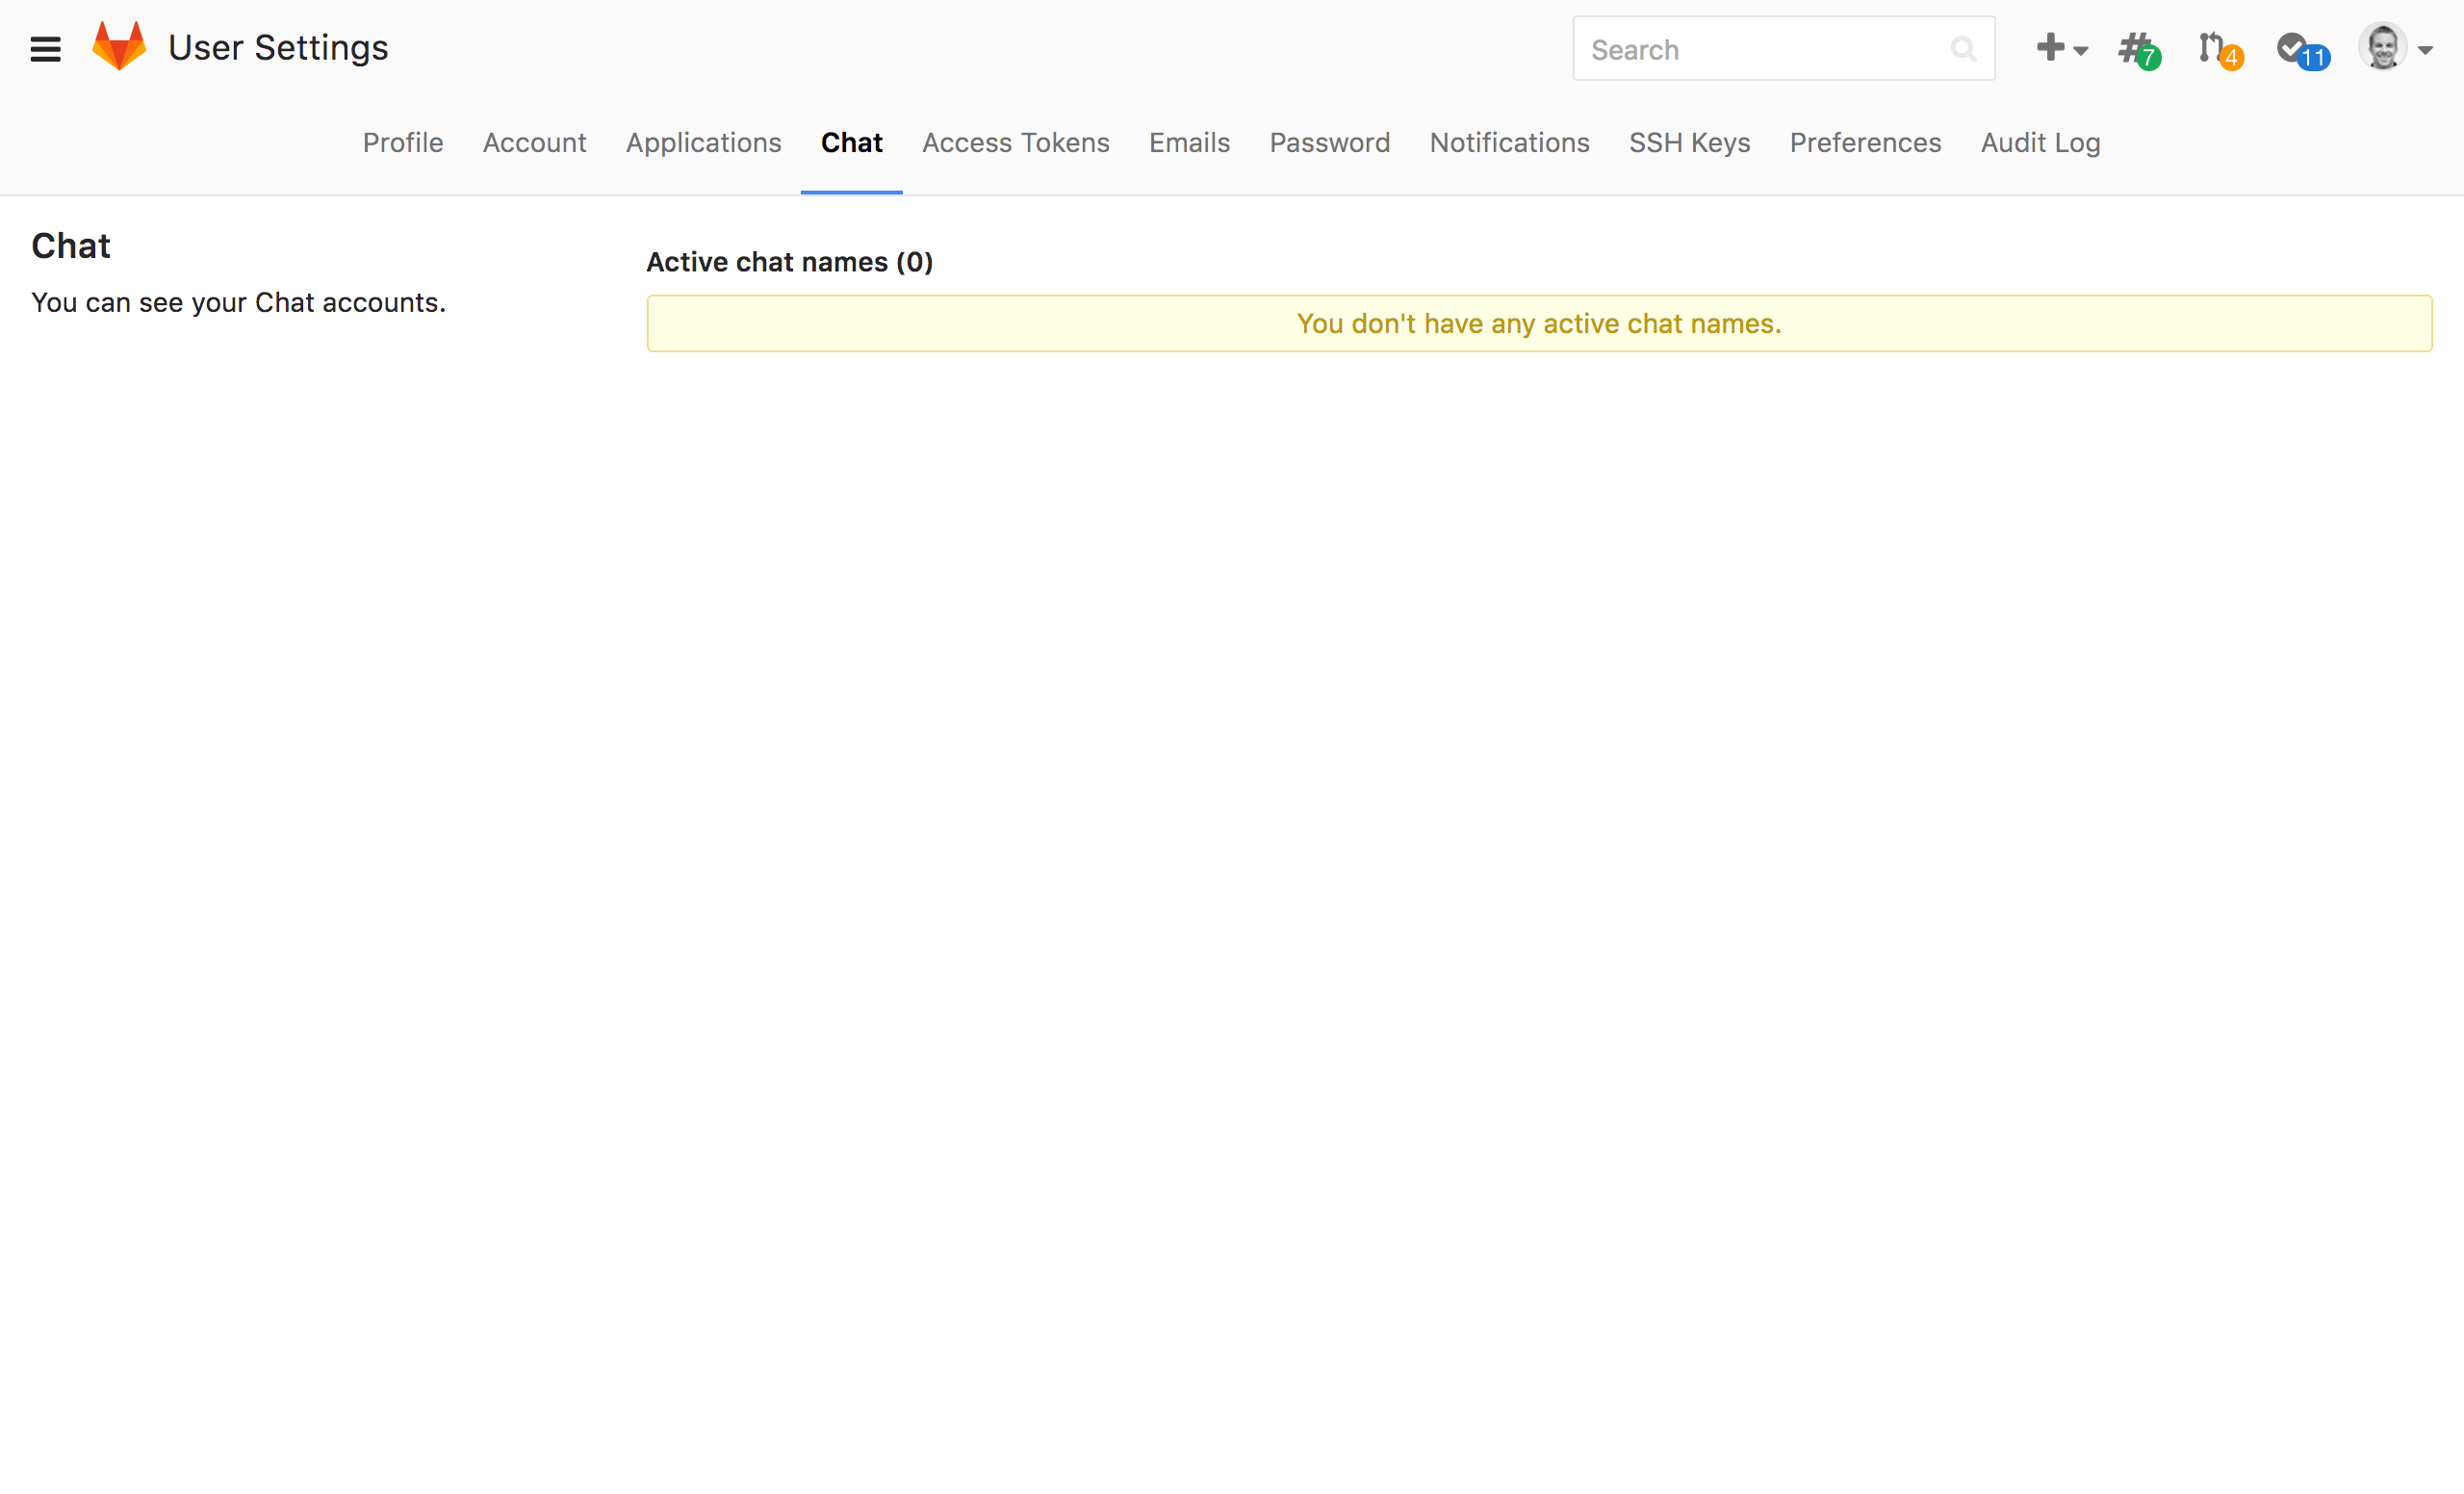 User Settings
Search
7
4
11
Profile Account Applications Chat Access Tokens Emails Password Notifications SSH Keys Preferences Audit Log
Chat
You can see your Chat accounts.
Active chat names (0)
You don't have any active chat names.